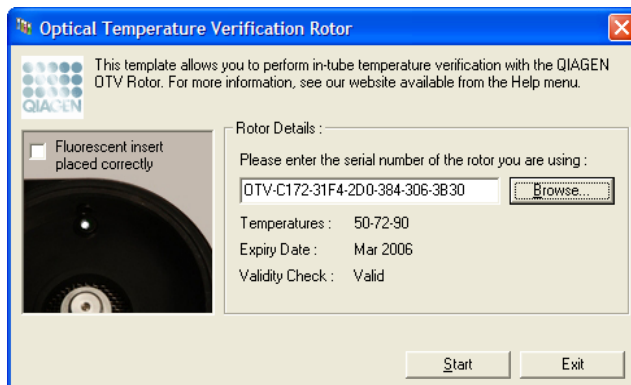 Optical Temperature Verification Rotor
This template allows you to perform in-tube temperature verification with the QIAGEN
OTV Rotor. For more information, see our website available from the Help menu.
QIAGEN
Fluorescent insert
placed correctly
Rotor Details :
Please enter the serial number of the rotor you are using :
OTV-C172-31F4-2D0-384-306-3B30
Browse...
Temperatures : 50-72-90
Expiry Date : Mar 2006
Validity Check : Valid
Start
Exit